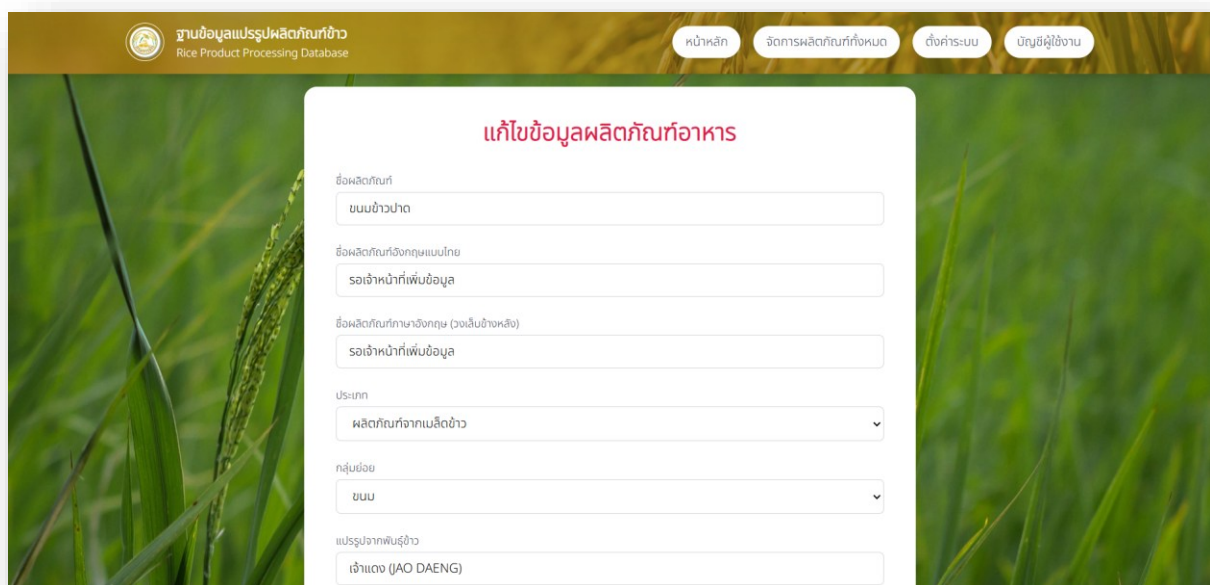 ฐานข้อมูลแปรรูปผลิตภัณฑ์ข้าว
Rice Product Processing Database
หน้าหลัก
จัดการผลิตภัณฑ์ทั้งหมด
ตั้งค่าระบบ
บัญชีผู้ใช้งาน
แก้ไขข้อมูลผลิตภัณฑ์อาหาร
ชื่อผลิตภัณฑ์
ขนมข้าวปาด
ชื่อผลิตภัณฑ์อังกฤษแบบไทย
รอเจ้าหน้าที่เพิ่มข้อมูล
ชื่อผลิตภัณฑ์ภาษาอังกฤษ (วงเล็บข้างหลัง)
รอเจ้าหน้าที่เพิ่มข้อมูล
ประเภท
ผลิตภัณฑ์จากเมล็ดข้าว
กลุ่มย่อย
ขนม
แปรรูปจากพันธุ์ข้าว
เจ้าแดง (JAO DAENG)